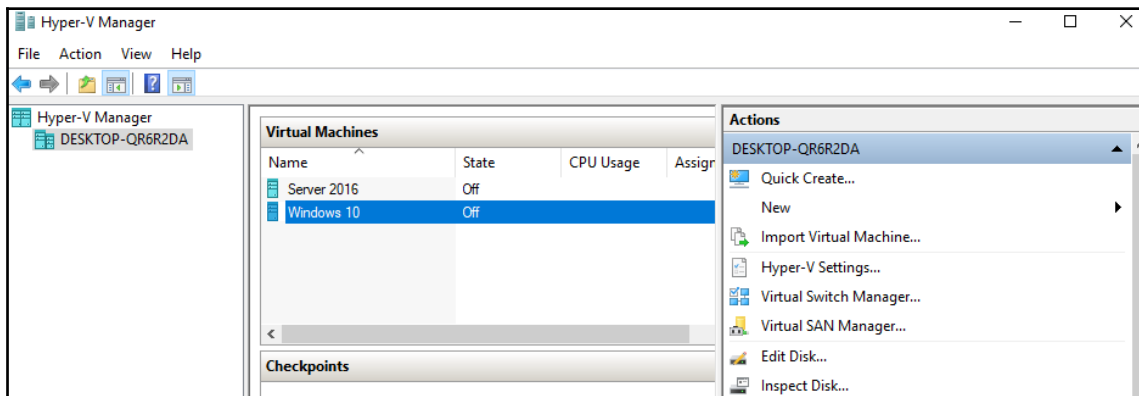 Hyper-V Manager
File Action View Help
Hyper-V Manager
DESKTOP-QR6R2DA
Virtual Machines
Name State CPU Usage Assigr
Server 2016 Off
Windows 10 Off
Checkpoints
Actions
DESKTOP-QR6R2DA
Quick Create...
New
Import Virtual Machine...
Hyper-V Settings...
Virtual Switch Manager...
Virtual SAN Manager...
Edit Disk...
Inspect Disk...